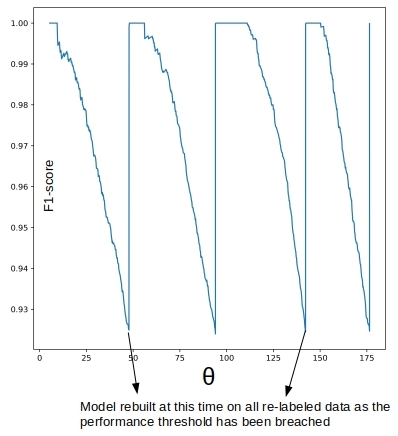 1.00
0.99
0.98
0.97
0.96
0.95
0.94
0.93
F1-score
0 25 50 75 100 125 150 175
θ
Model rebuilt at this time on all re-labeled data as the
performance threshold has been breached